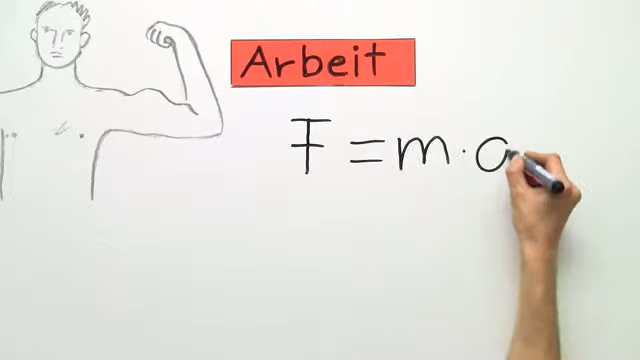 Arbeit
F = m · a